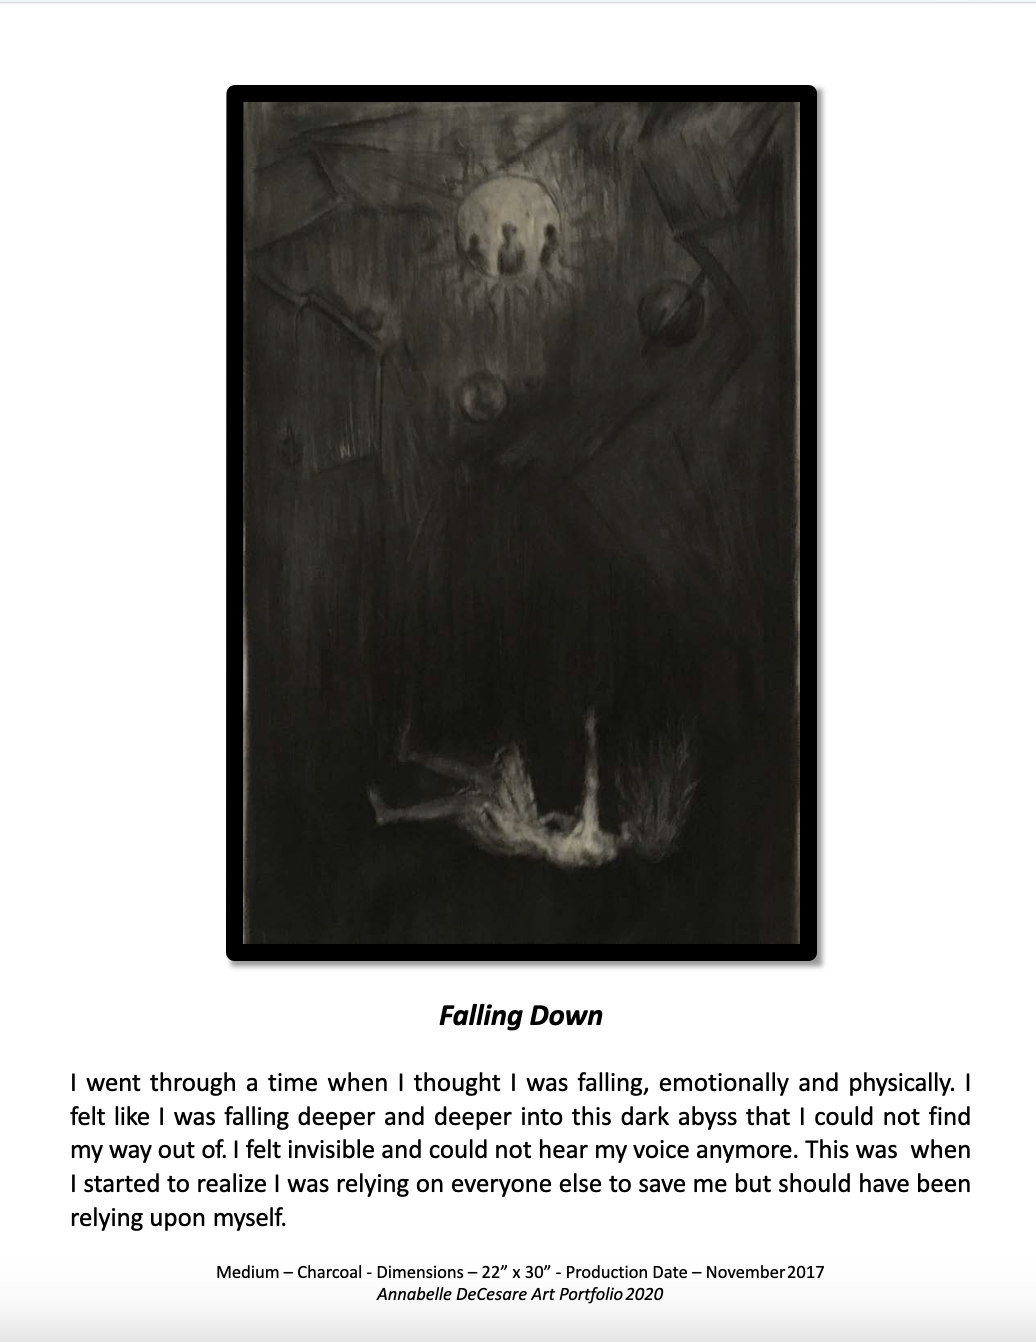 Falling Down
I went through a time when I thought I was falling, emotionally and physically. I
felt like I was falling deeper and deeper into this dark abyss that I could not find
my way out of. I felt invisible and could not hear my voice anymore. This was  when
I started to realize I was relying on everyone else to save me but should have been
relying upon myself.
Medium – Charcoal - Dimensions – 22” x 30” - Production Date – November 2017
Annabelle DeCesare Art Portfolio 2020